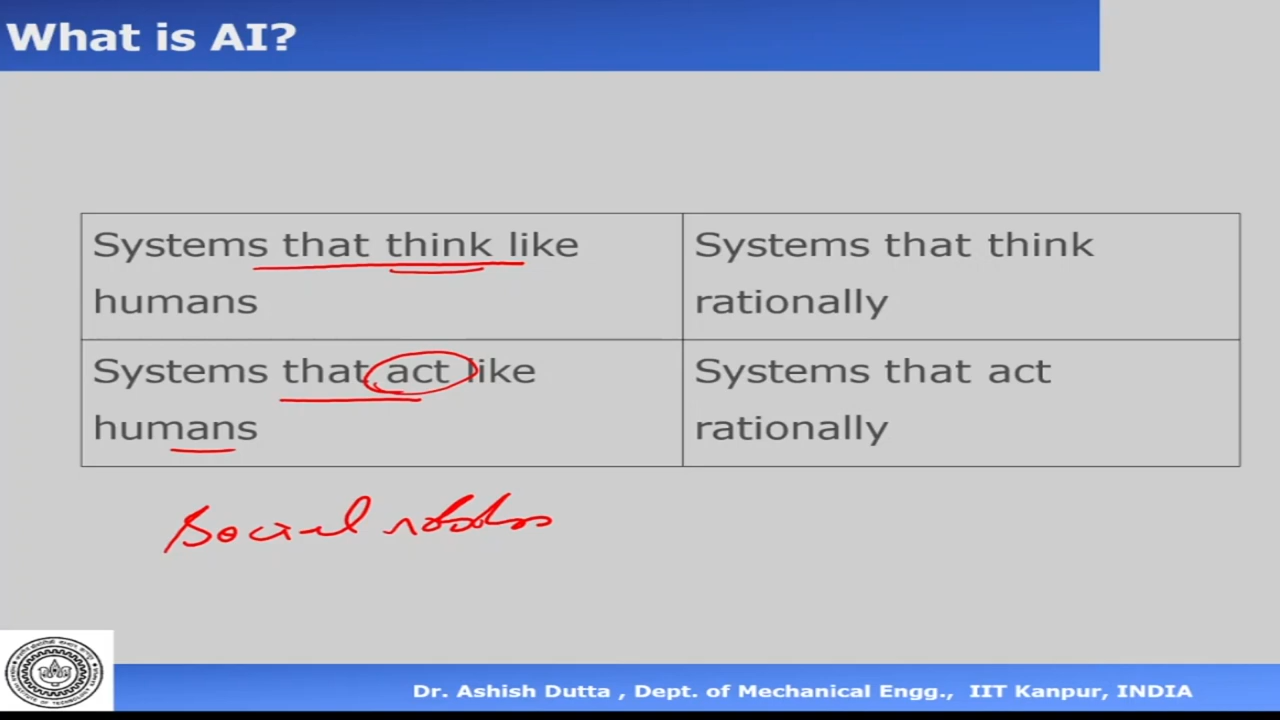 What is AI?
Systems that think like
humans
Systems that think
rationally
Systems that act like
humans
Systems that act
rationally
Social robots
Dr. Ashish Dutta , Dept. of Mechanical Engg., IIT Kanpur, INDIA